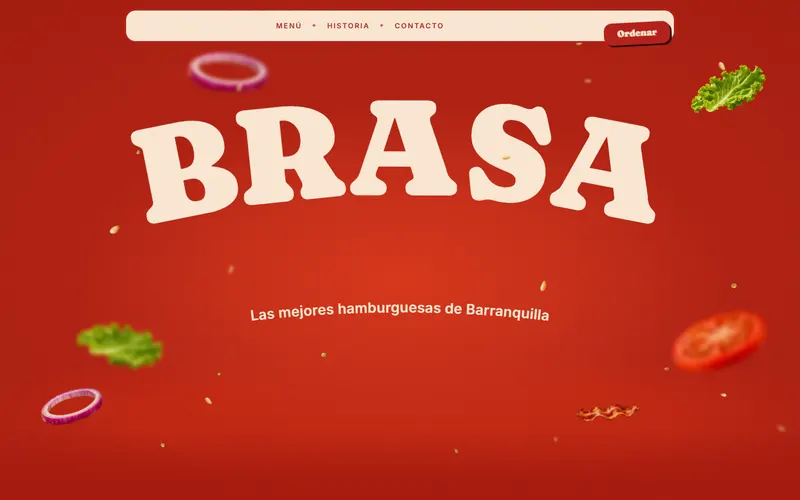 MENÚ • HISTORIA • CONTACTO
Ordenar
BRASA
Las mejores hamburguesas de Barranquilla